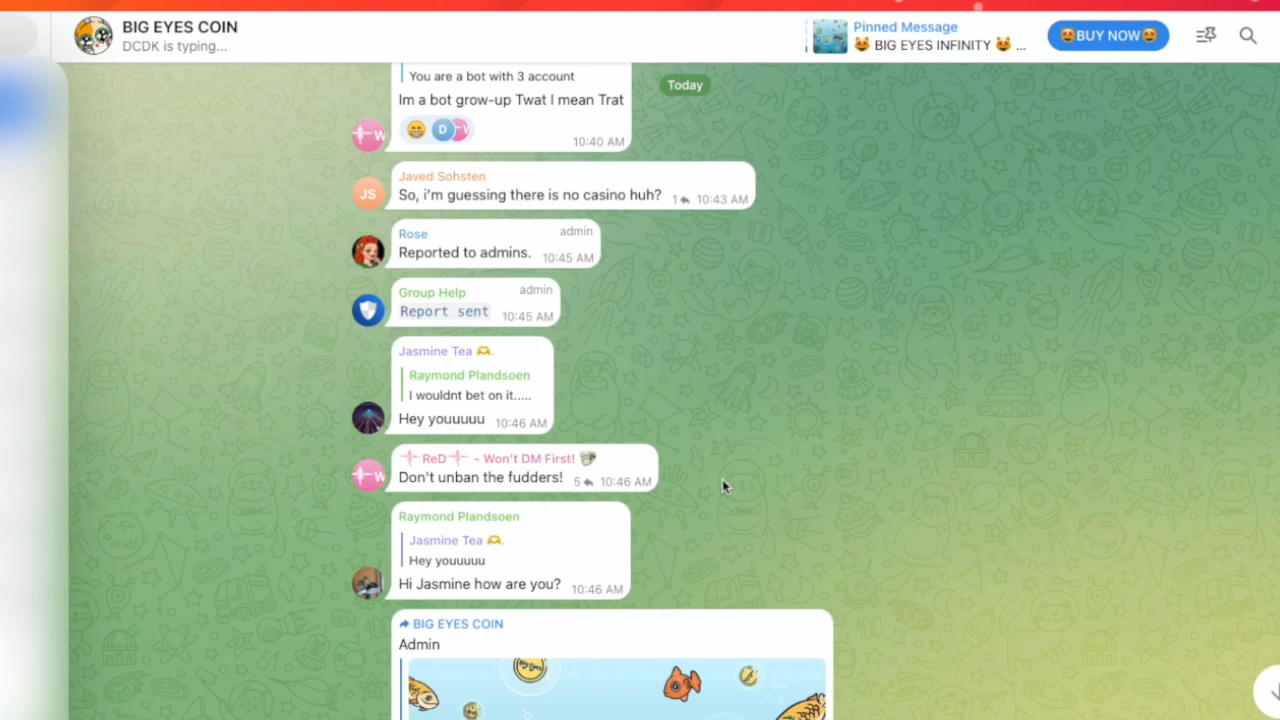 BIG EYES COIN
DCDK is typing...
Pinned Message
😻 BIG EYES INFINITY 😻 ...
😍BUY NOW😍
Today
You are a bot with 3 account
Im a bot grow-up Twat I mean Trat
10:40 AM
Javed Sohsten
So, i'm guessing there is no casino huh? 1 10:43 AM
Rose admin
Reported to admins. 10:45 AM
Group Help admin
Report sent 10:45 AM
Jasmine Tea 🫶.
Raymond Plandsoen
I wouldnt bet on it.....
Hey youuuuu 10:46 AM
ReD - Won't DM First!
Don't unban the fudders! 5 10:46 AM
Raymond Plandsoen
Jasmine Tea 🫶.
Hey youuuuu
Hi Jasmine how are you? 10:46 AM
BIG EYES COIN
Admin
JS
D
W
W
W